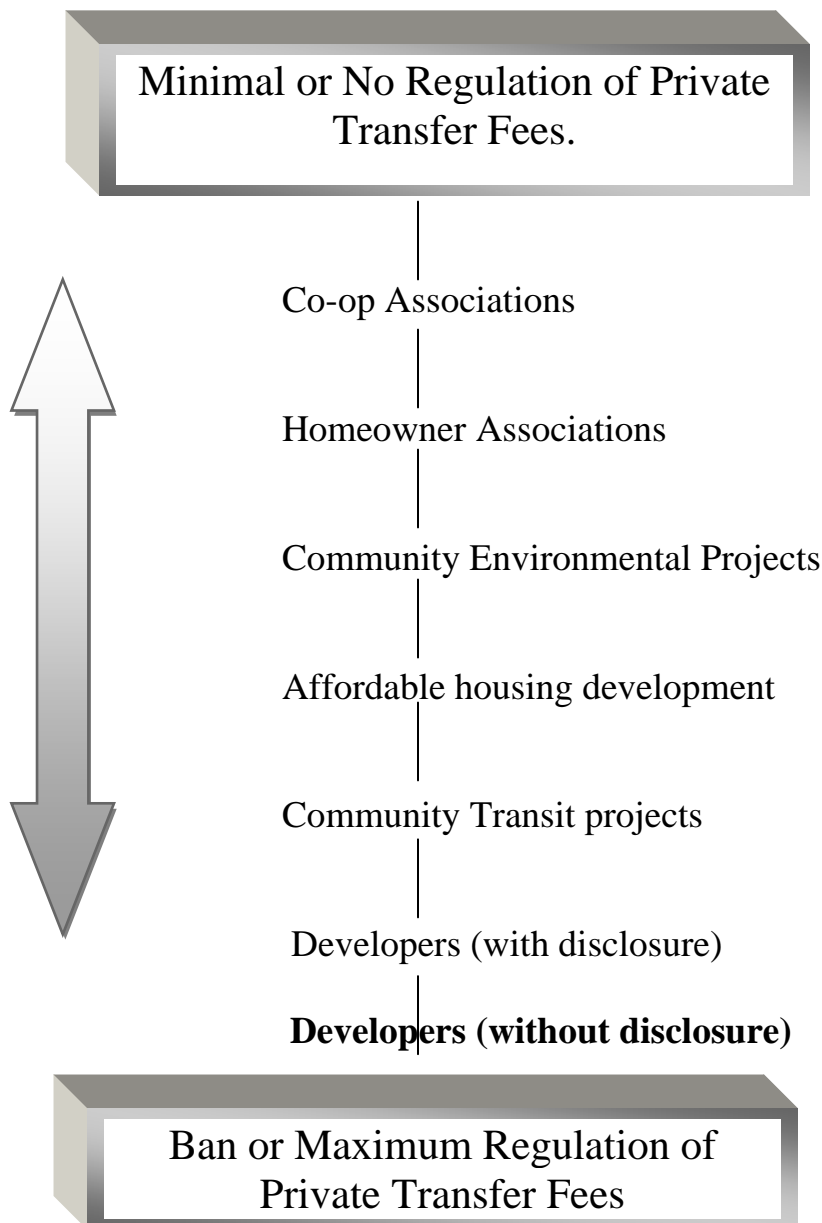 Minimal or No Regulation of Private
Transfer Fees.
Co-op Associations
Homeowner Associations
Community Environmental Projects
Affordable housing development
Community Transit projects
Developers (with disclosure)
Developers (without disclosure)
Ban or Maximum Regulation of
Private Transfer Fees